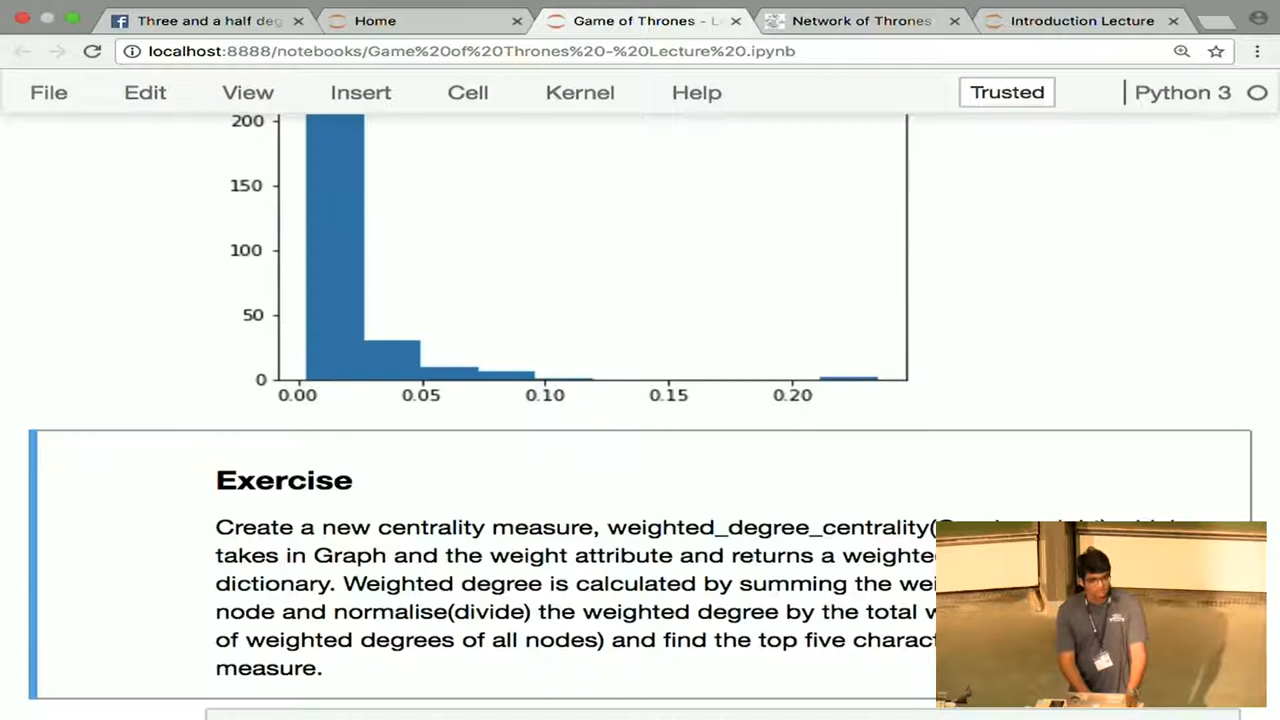 Three and a half deg
Home
Game of Thrones - L
Network of Thrones
Introduction Lecture
localhost:8888/notebooks/Game%20of%20Thrones%20-%20Lecture%20.ipynb
File Edit View Insert Cell Kernel Help Trusted Python 3
200
150
100
50
0
0.00 0.05 0.10 0.15 0.20
Exercise
Create a new centrality measure, weighted_degree_centrality(
takes in Graph and the weight attribute and returns a weighte
dictionary. Weighted degree is calculated by summing the wei
node and normalise(divide) the weighted degree by the total w
of weighted degrees of all nodes) and find the top five charac
measure.